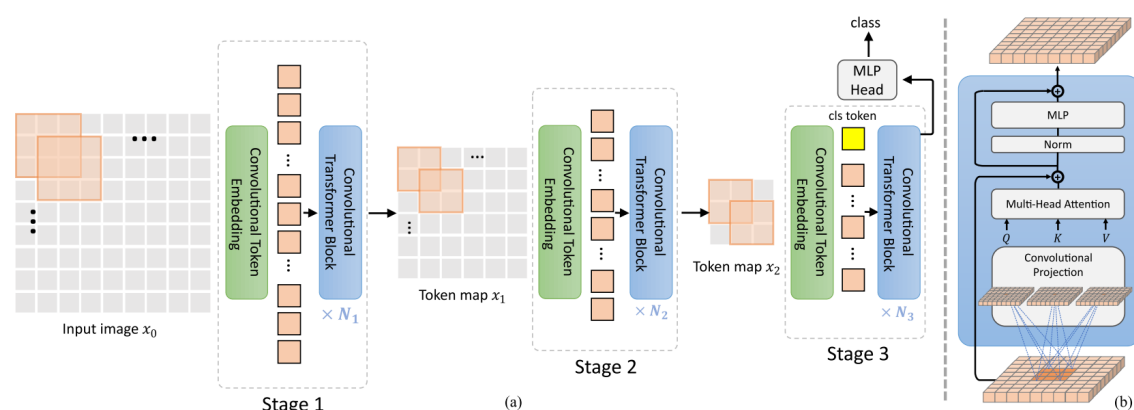 Input image x₀
Convolutional Token
Embedding
Convolutional
Transformer Block
× N₁
Stage 1
Token map x₁
Convolutional Token
Embedding
Convolutional
Transformer Block
× N₂
Stage 2
Token map x₂
class
MLP
Head
cls token
Convolutional Token
Embedding
Convolutional
Transformer Block
× N₃
Stage 3
(a)
MLP
Norm
Multi-Head Attention
Q K V
Convolutional
Projection
(b)